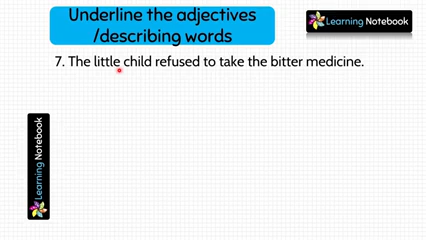 Underline the adjectives
/describing words
Learning Notebook
7. The little child refused to take the bitter medicine.
Learning Notebook